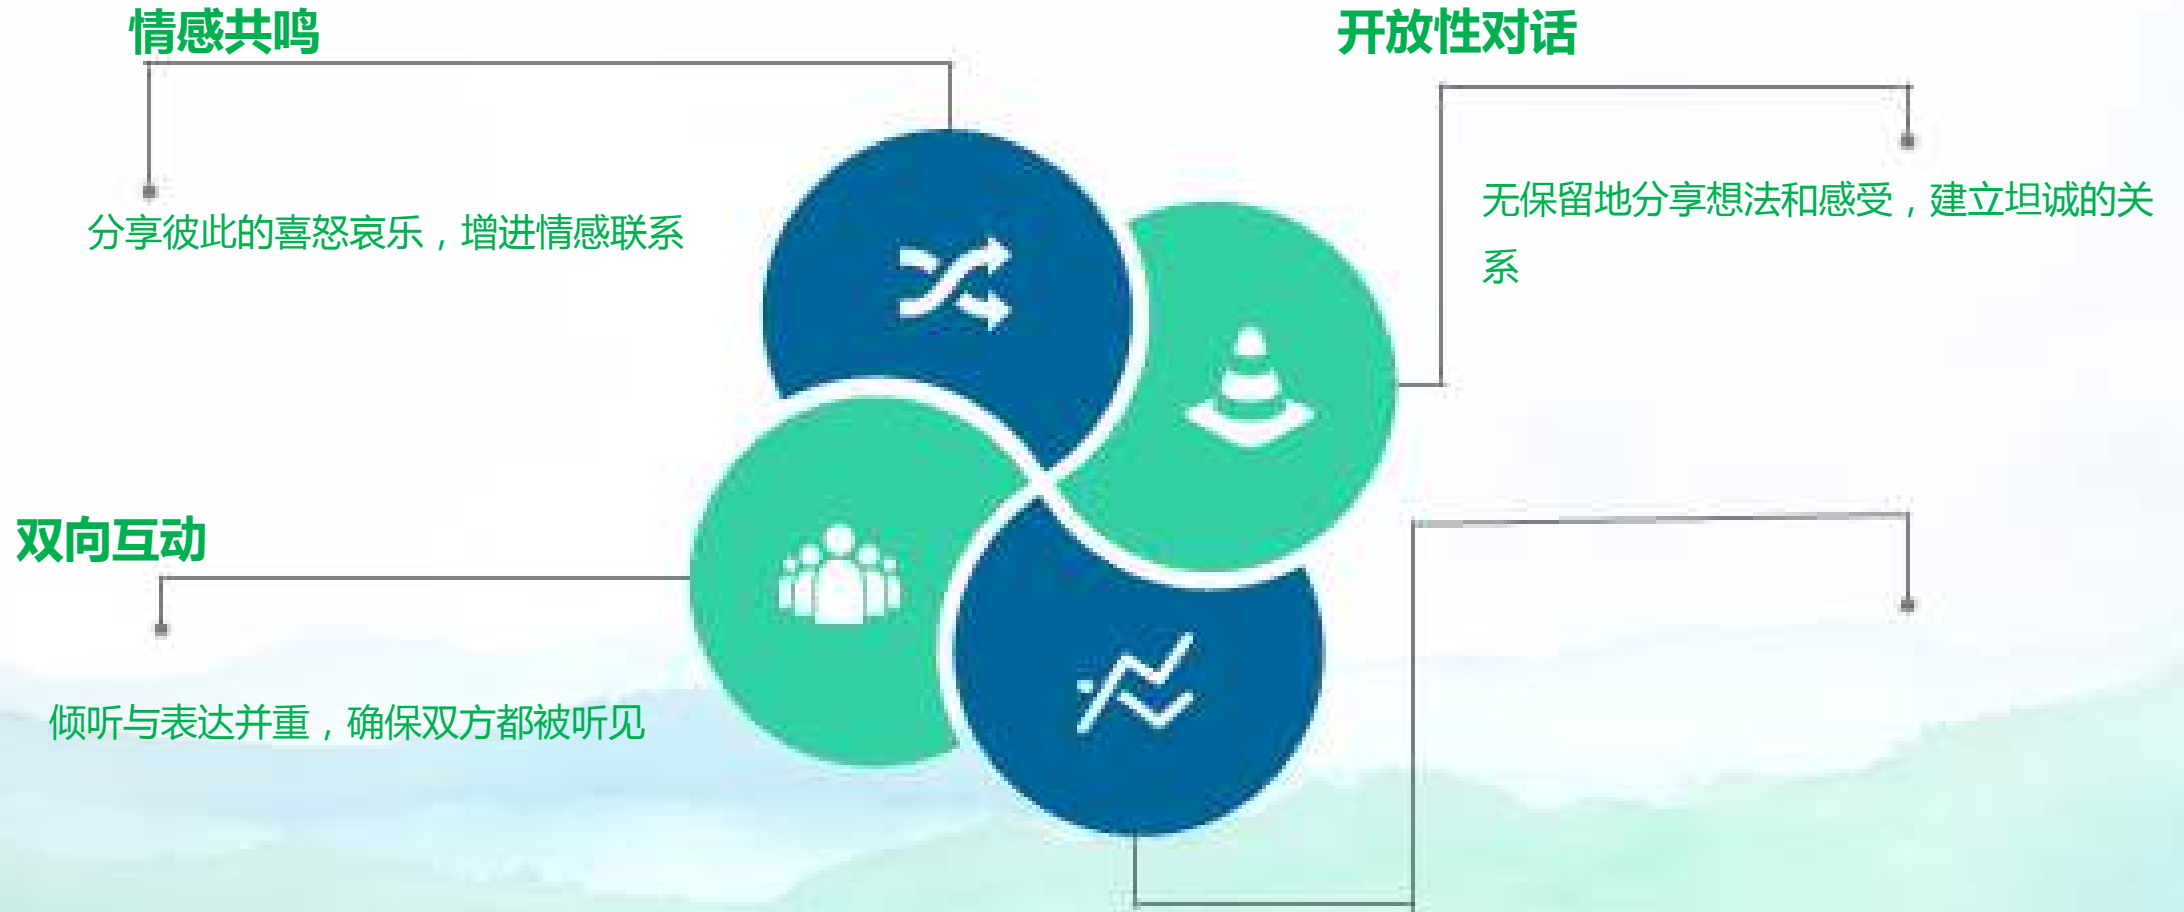 情感共鸣
开放性对话
分享彼此的喜怒哀乐，增进情感联系
无保留地分享想法和感受，建立坦诚的关
系
双向互动
倾听与表达并重，确保双方都被听见